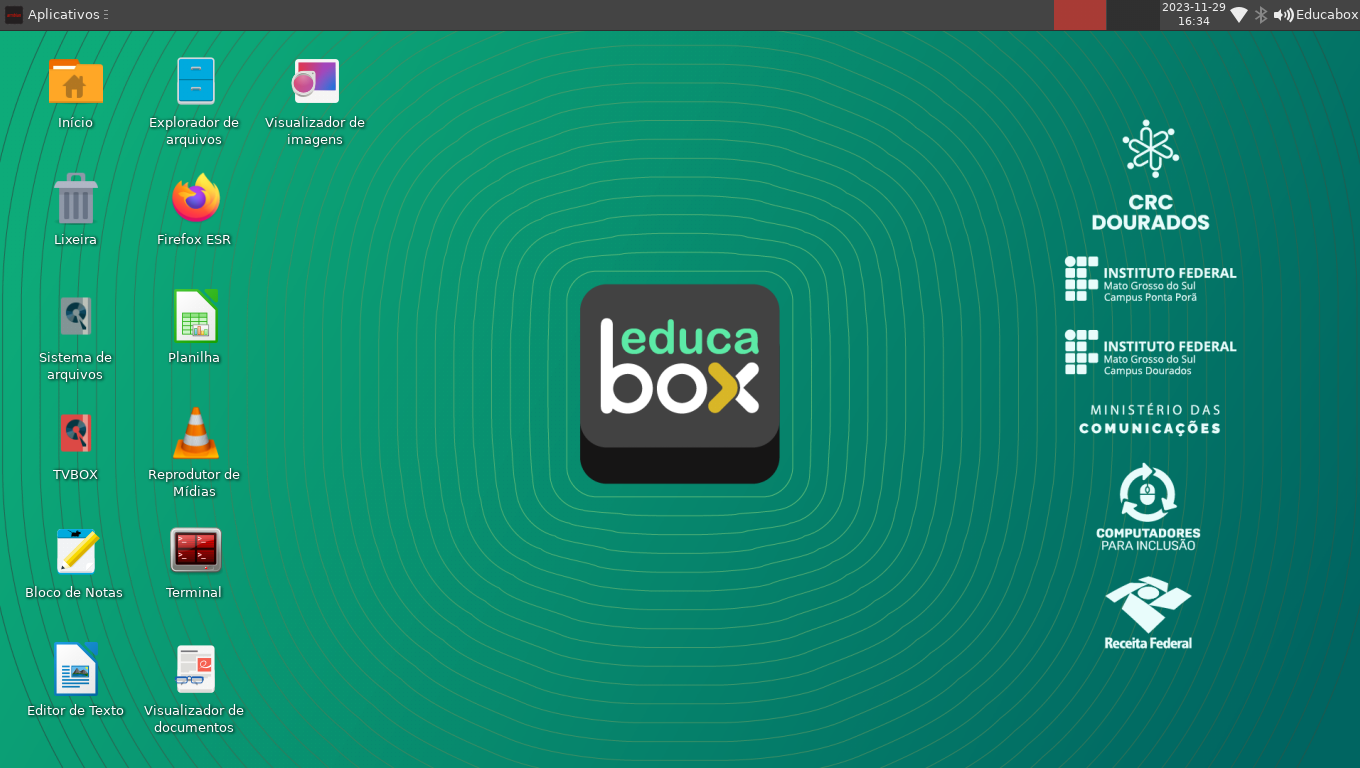 Aplicativos
2023-11-29
16:34
Educabox
Início
Explorador de
arquivos
Visualizador de
imagens
Lixeira
Firefox ESR
Sistema de
arquivos
Planilha
TVBOX
Reprodutor de
Mídias
Bloco de Notas
Terminal
Editor de Texto
Visualizador de
documentos
educa
box
CRC
DOURADOS
INSTITUTO FEDERAL
Mato Grosso do Sul
Campus Ponta Porã
INSTITUTO FEDERAL
Mato Grosso do Sul
Campus Dourados
MINISTÉRIO DAS
COMUNICAÇÕES
COMPUTADORES
PARA INCLUSÃO
Receita Federal